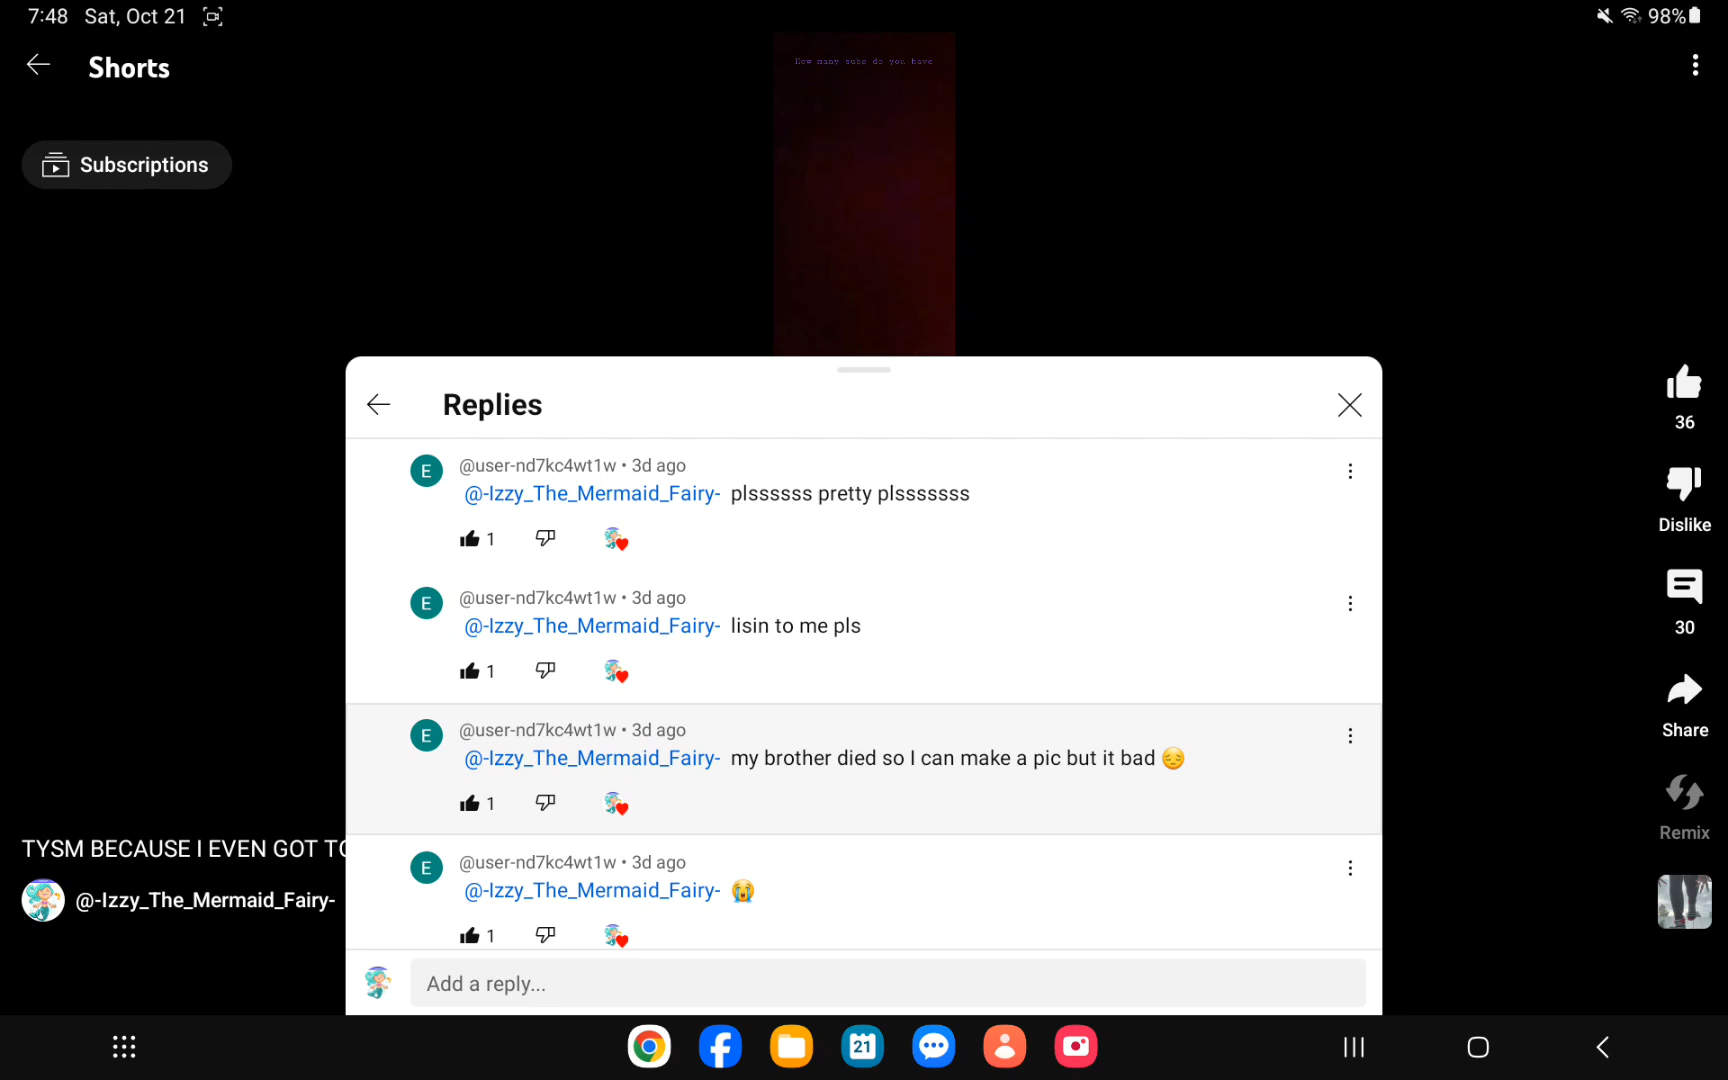 7:48 Sat, Oct 21
98%
Shorts
How many subs do you have
Subscriptions
Replies
@user-nd7kc4wt1w • 3d ago
@-Izzy_The_Mermaid_Fairy- plssssss pretty plsssssss
1
@user-nd7kc4wt1w • 3d ago
@-Izzy_The_Mermaid_Fairy- lisin to me pls
1
@user-nd7kc4wt1w • 3d ago
@-Izzy_The_Mermaid_Fairy- my brother died so I can make a pic but it bad 😔
1
@user-nd7kc4wt1w • 3d ago
@-Izzy_The_Mermaid_Fairy- 😭
1
Add a reply...
36
Dislike
30
Share
Remix
TYSM BECAUSE I EVEN GOT TO
@-Izzy_The_Mermaid_Fairy-
E
E
E
E
21